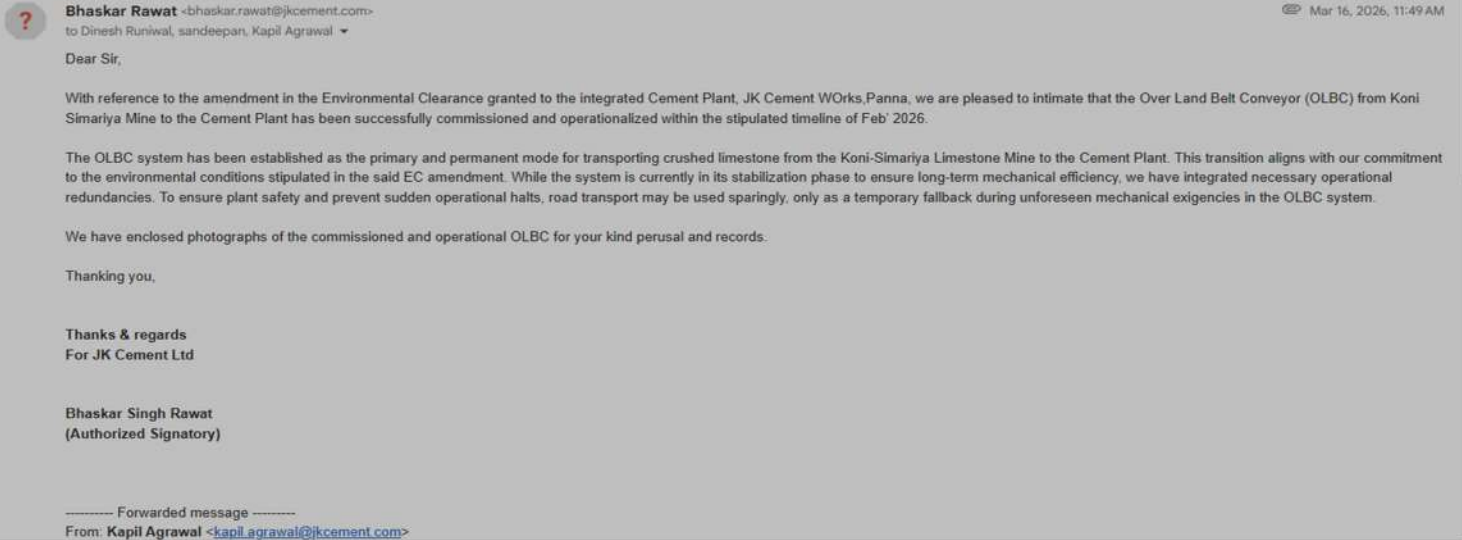 Bhaskar Rawat <bhaskar.rawat@jkcement.com>
Mar 16, 2026, 11:49 AM
to Dinesh Runiwal, sandeepan, Kapil Agrawal
Dear Sir,
With reference to the amendment in the Environmental Clearance granted to the integrated Cement Plant, JK Cement WOrks,Panna, we are pleased to intimate that the Over Land Belt Conveyor (OLBC) from Koni
Simariya Mine to the Cement Plant has been successfully commissioned and operationalized within the stipulated timeline of Feb' 2026.
The OLBC system has been established as the primary and permanent mode for transporting crushed limestone from the Koni-Simariya Limestone Mine to the Cement Plant. This transition aligns with our commitment
to the environmental conditions stipulated in the said EC amendment. While the system is currently in its stabilization phase to ensure long-term mechanical efficiency, we have integrated necessary operational
redundancies. To ensure plant safety and prevent sudden operational halts, road transport may be used sparingly, only as a temporary fallback during unforeseen mechanical exigencies in the OLBC system.
We have enclosed photographs of the commissioned and operational OLBC for your kind perusal and records.
Thanking you,
Thanks & regards
For JK Cement Ltd
Bhaskar Singh Rawat
(Authorized Signatory)
---------- Forwarded message ---------
From: Kapil Agrawal <kapil.agrawal@jkcement.com>